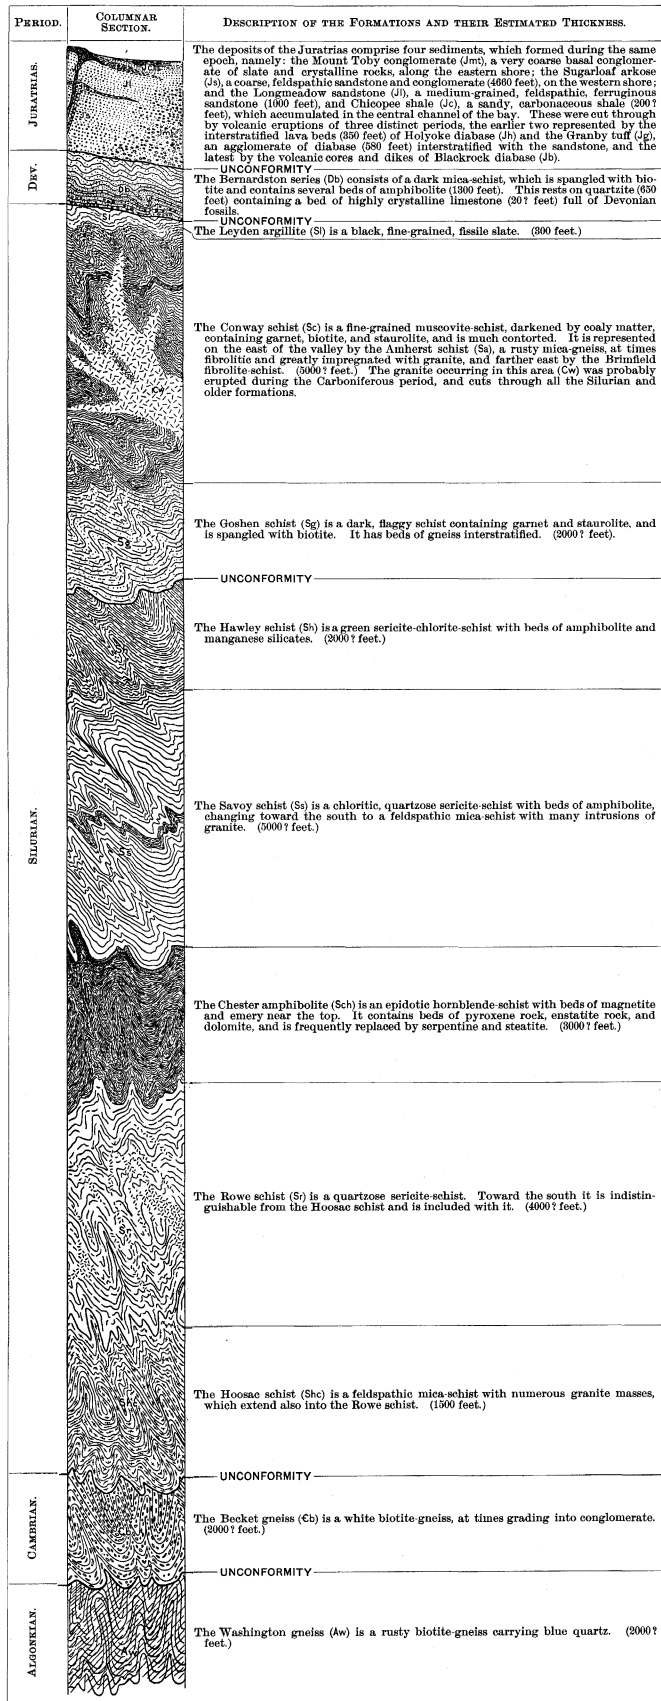 PERIOD.
COLUMNAR
SECTION.
DESCRIPTION OF THE FORMATIONS AND THEIR ESTIMATED THICKNESS.
JURATRIAS.
The deposits of the Juratrias comprise four sediments, which formed during the same
epoch, namely: the Mount Toby conglomerate (Jmt), a very coarse basal conglomer-
ate of slate and crystalline rocks, along the eastern shore; the Sugarloaf arkose
(Js), a coarse, feldspathic sandstone and conglomerate (4660 feet), on the western shore;
and the Longmeadow sandstone (Jl), a medium-grained, feldspathic, ferruginous
sandstone (1000 feet), and Chicopee shale (Jc), a sandy, carbonaceous shale (200?
feet), which accumulated in the central channel of the bay. These were cut through
by volcanic eruptions of three distinct periods, the earlier two represented by the
interstratified lava beds (350 feet) of Holyoke diabase (Jh) and the Granby tuff (Jg),
an agglomerate of diabase (580 feet) interstratified with the sandstone, and the
latest by the volcanic cores and dikes of Blackrock diabase (Jb).
UNCONFORMITY
DEV.
The Bernardston series (Db) consists of a dark mica-schist, which is spangled with bio-
tite and contains several beds of amphibolite (1300 feet). This rests on quartzite (650
feet) containing a bed of highly crystalline limestone (20? feet) full of Devonian
fossils.
UNCONFORMITY
Sl
The Leyden argillite (Sl) is a black, fine-grained, fissile slate. (300 feet.)
SILURIAN.
The Conway schist (Sc) is a fine-grained muscovite-schist, darkened by coaly matter,
containing garnet, biotite, and staurolite, and is much contorted. It is represented
on the east of the valley by the Amherst schist (Sa), a rusty mica-gneiss, at times
fibrolitic and greatly impregnated with granite, and farther east by the Brimfield
fibrolite-schist. (5000? feet.) The granite occurring in this area (Cw) was probably
erupted during the Carboniferous period, and cuts through all the Silurian and
older formations.
Cw
The Goshen schist (Sg) is a dark, flaggy schist containing garnet and staurolite, and
is spangled with biotite. It has beds of gneiss interstratified. (2000? feet).
Sg
UNCONFORMITY
The Hawley schist (Sh) is a green sericite-chlorite-schist with beds of amphibolite and
manganese silicates. (2000? feet.)
Sh
The Savoy schist (Ss) is a chloritic, quartzose sericite-schist with beds of amphibolite,
changing toward the south to a feldspathic mica-schist with many intrusions of
granite. (5000? feet.)
Ss
The Chester amphibolite (Sch) is an epidotic hornblende-schist with beds of magnetite
and emery near the top. It contains beds of pyroxene rock, enstatite rock, and
dolomite, and is frequently replaced by serpentine and steatite. (3000? feet.)
The Rowe schist (Sr) is a quartzose sericite-schist. Toward the south it is indistin-
guishable from the Hoosac schist and is included with it. (4000? feet.)
Sr
The Hoosac schist (Shc) is a feldspathic mica-schist with numerous granite masses,
which extend also into the Rowe schist. (1500 feet.)
Shc
UNCONFORMITY
CAMBRIAN.
The Becket gneiss (Єb) is a white biotite-gneiss, at times grading into conglomerate.
(2000? feet.)
UNCONFORMITY
ALGONKIAN.
The Washington gneiss (Aw) is a rusty biotite-gneiss carrying blue quartz. (2000?
feet.)